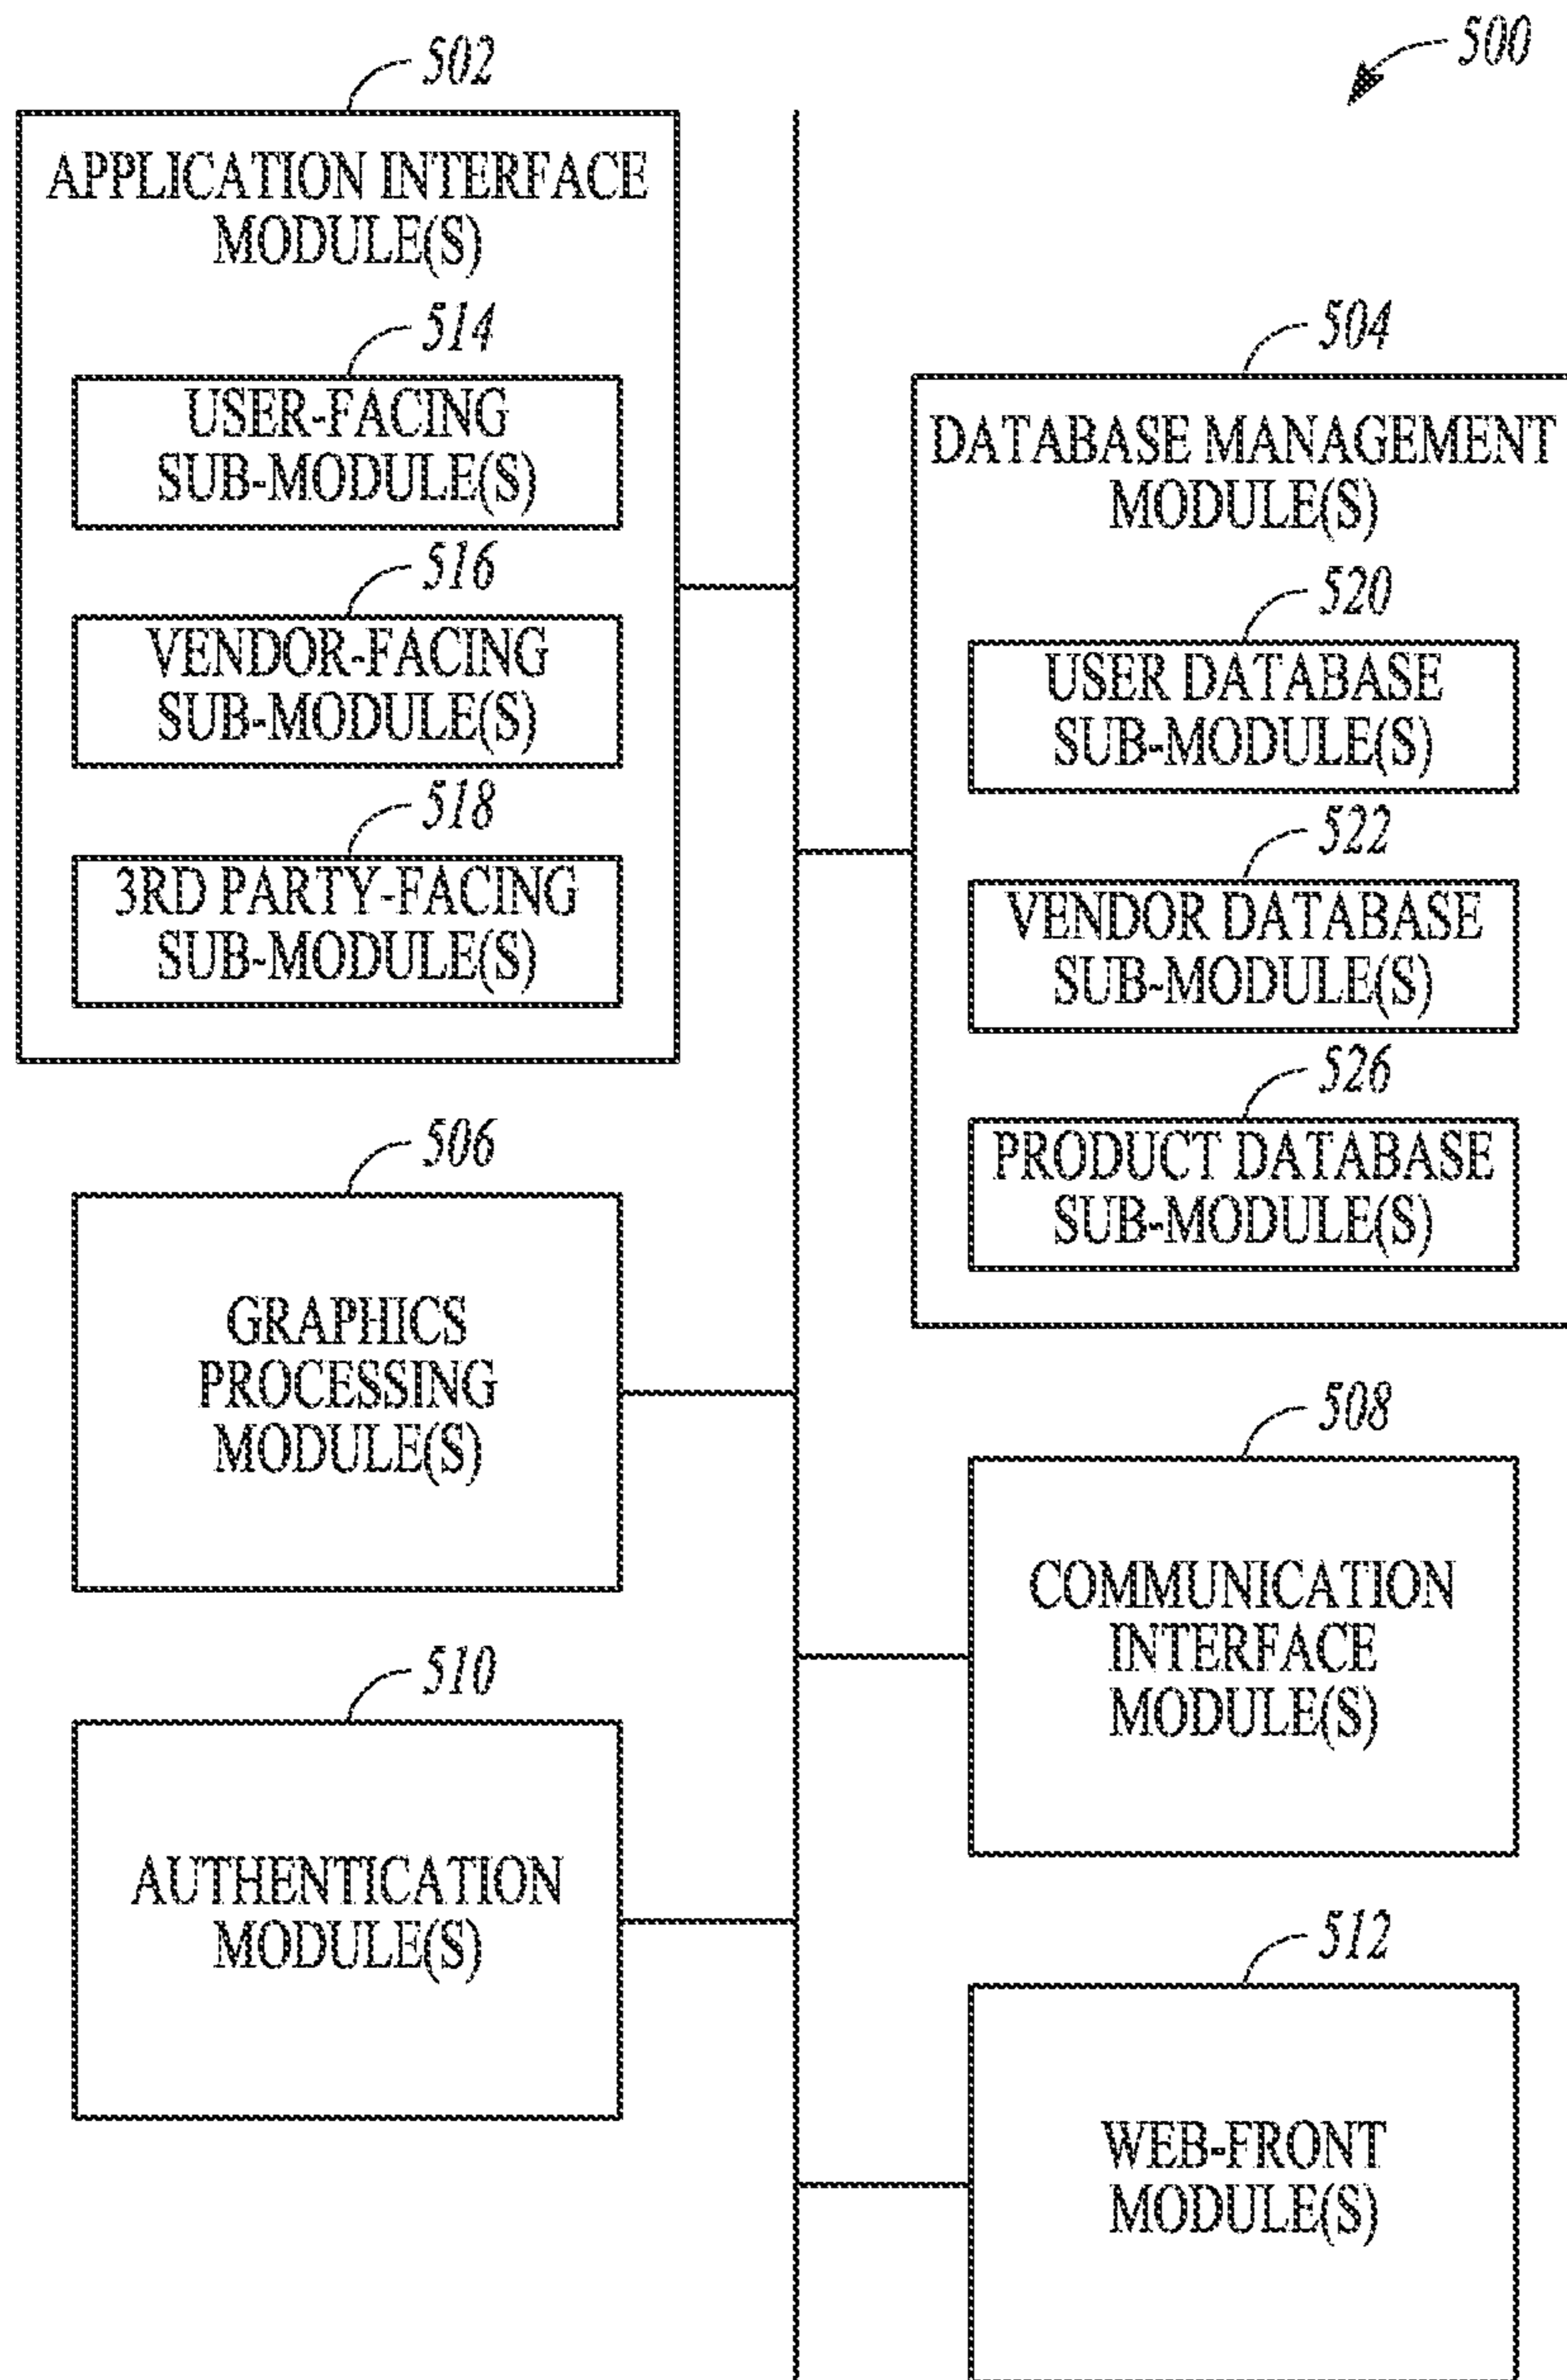 500
502
APPLICATION INTERFACE
MODULE(S)
514
USER-FACING
SUB-MODULE(S)
516
VENDOR-FACING
SUB-MODULE(S)
518
3RD PARTY-FACING
SUB-MODULE(S)
504
DATABASE MANAGEMENT
MODULE(S)
520
USER DATABASE
SUB-MODULE(S)
522
VENDOR DATABASE
SUB-MODULE(S)
526
PRODUCT DATABASE
SUB-MODULE(S)
506
GRAPHICS
PROCESSING
MODULE(S)
508
COMMUNICATION
INTERFACE
MODULE(S)
510
AUTHENTICATION
MODULE(S)
512
WEB-FRONT
MODULE(S)